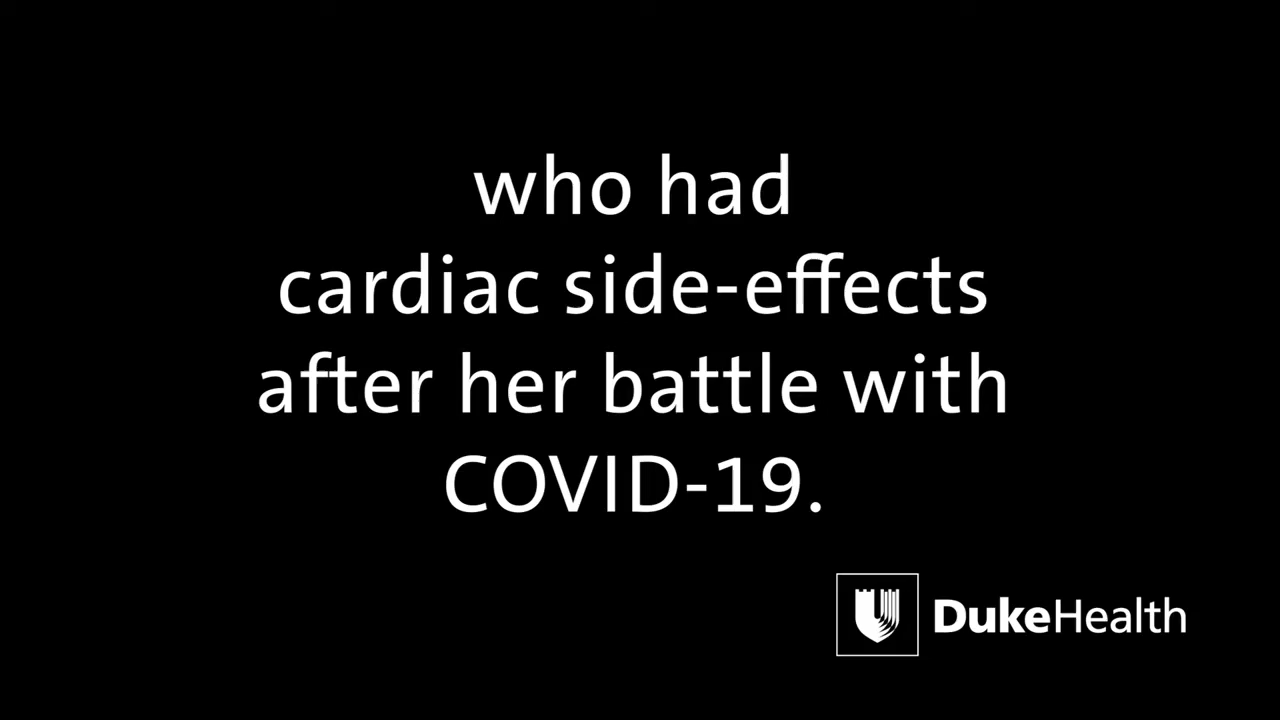 who had
cardiac side-effects
after her battle with
COVID-19.
DukeHealth